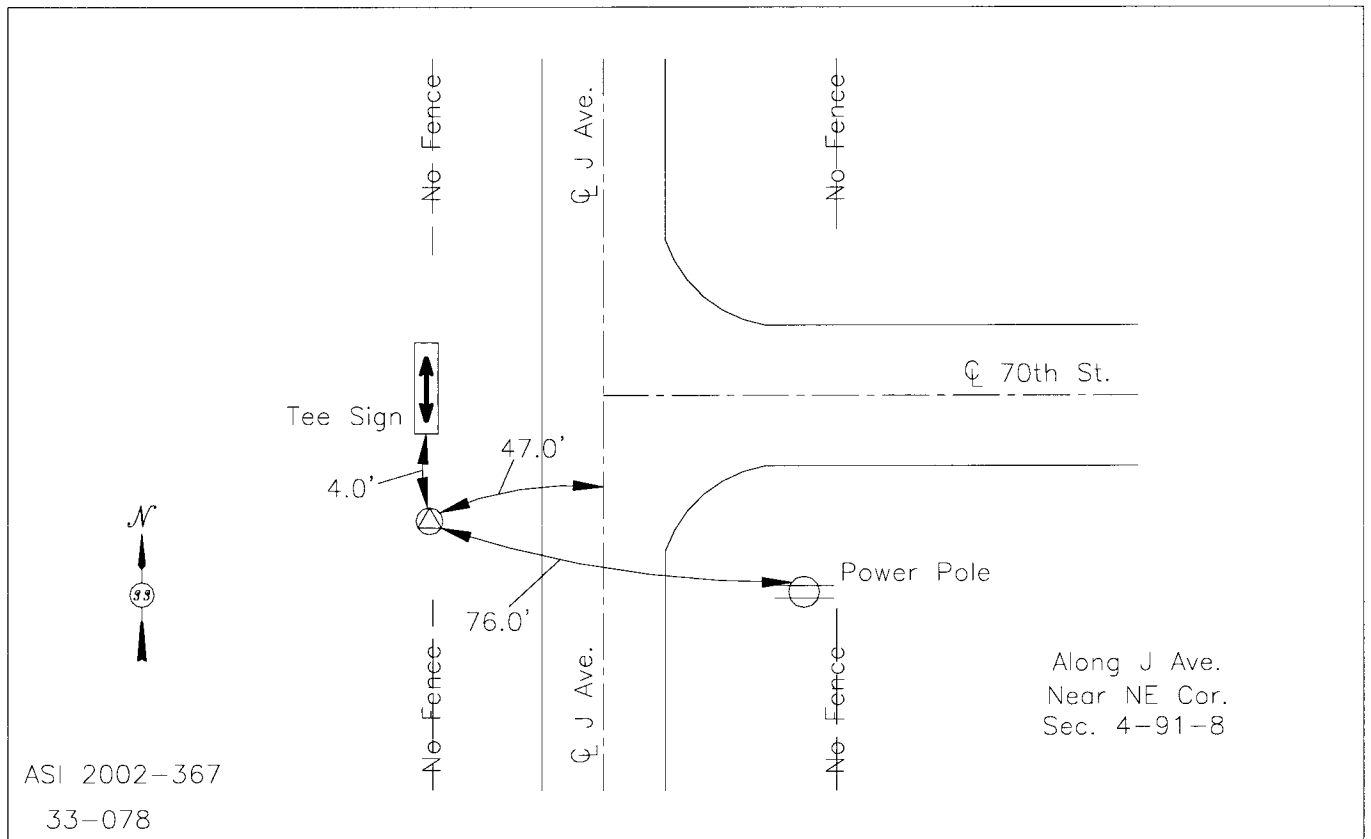 No Fence
℄ J Ave.
No Fence
℄ 70th St.
Tee Sign
47.0'
4.0'
N
Power Pole
76.0'
No Fence
℄ J Ave.
No Fence
Along J Ave.
Near NE Cor.
Sec. 4-91-8
ASI 2002-367
33-078